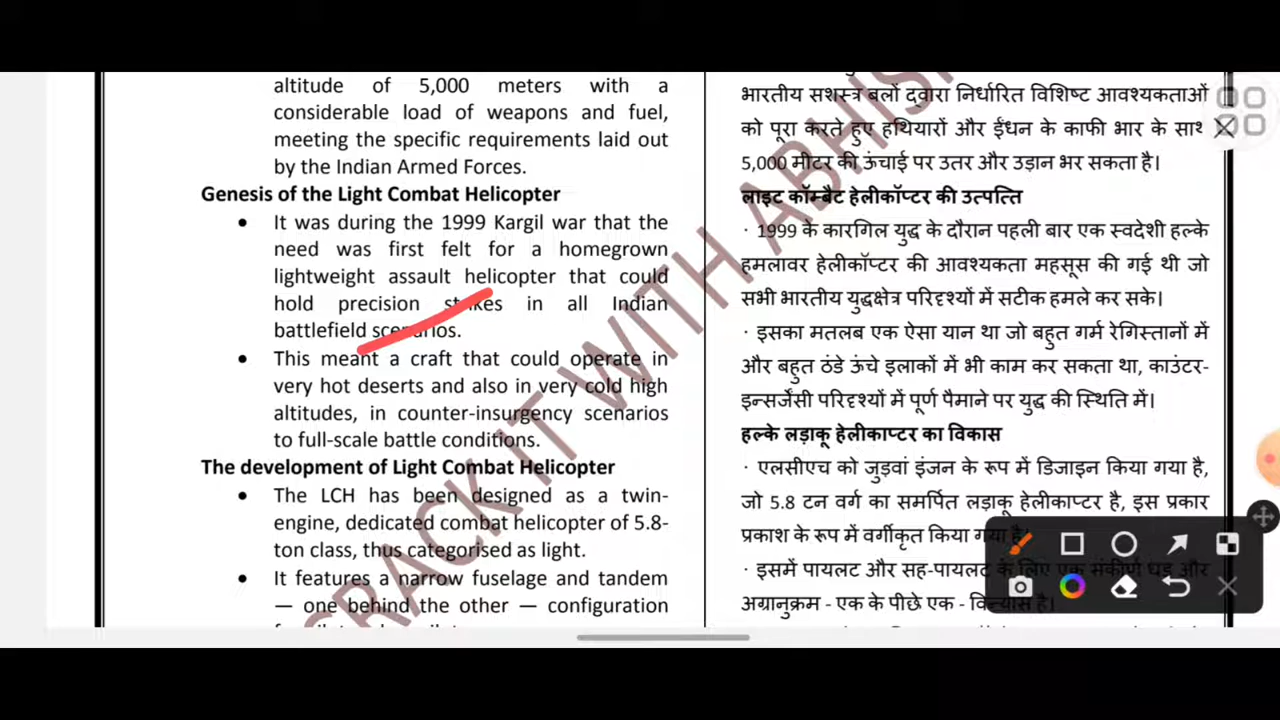 altitude of 5,000 meters with a
considerable load of weapons and fuel,
meeting the specific requirements laid out
by the Indian Armed Forces.
Genesis of the Light Combat Helicopter
• It was during the 1999 Kargil war that the
need was first felt for a homegrown
lightweight assault helicopter that could
hold precision strikes in all Indian
battlefield scenarios.
• This meant a craft that could operate in
very hot deserts and also in very cold high
altitudes, in counter-insurgency scenarios
to full-scale battle conditions.
The development of Light Combat Helicopter
• The LCH has been designed as a twin-
engine, dedicated combat helicopter of 5.8-
ton class, thus categorised as light.
• It features a narrow fuselage and tandem
— one behind the other — configuration
भारतीय सशस्त्र बलों द्वारा निर्धारित विशिष्ट आवश्यकताओं
को पूरा करते हुए हथियारों और ईंधन के काफी भार के साथ
5,000 मीटर की ऊंचाई पर उतर और उड़ान भर सकता है।
लाइट कॉम्बैट हेलीकॉप्टर की उत्पत्ति
· 1999 के कारगिल युद्ध के दौरान पहली बार एक स्वदेशी हल्के
हमलावर हेलीकॉप्टर की आवश्यकता महसूस की गई थी जो
सभी भारतीय युद्धक्षेत्र परिदृश्यों में सटीक हमले कर सके।
· इसका मतलब एक ऐसा यान था जो बहुत गर्म रेगिस्तानों में
और बहुत ठंडे ऊंचे इलाकों में भी काम कर सकता था, काउंटर-
इन्सर्जेंसी परिदृश्यों में पूर्ण पैमाने पर युद्ध की स्थिति में।
हल्के लड़ाकू हेलीकाप्टर का विकास
· एलसीएच को जुड़वां इंजन के रूप में डिजाइन किया गया है,
जो 5.8 टन वर्ग का समर्पित लड़ाकू हेलीकाप्टर है, इस प्रकार
प्रकाश के रूप में वर्गीकृत किया गया है।
· इसमें पायलट और सह-पायलट के लिए एक संकीर्ण धड़ और
अग्रानुक्रम - एक के पीछे एक - विन्यास है।
CRACK IT WITH ABHISH